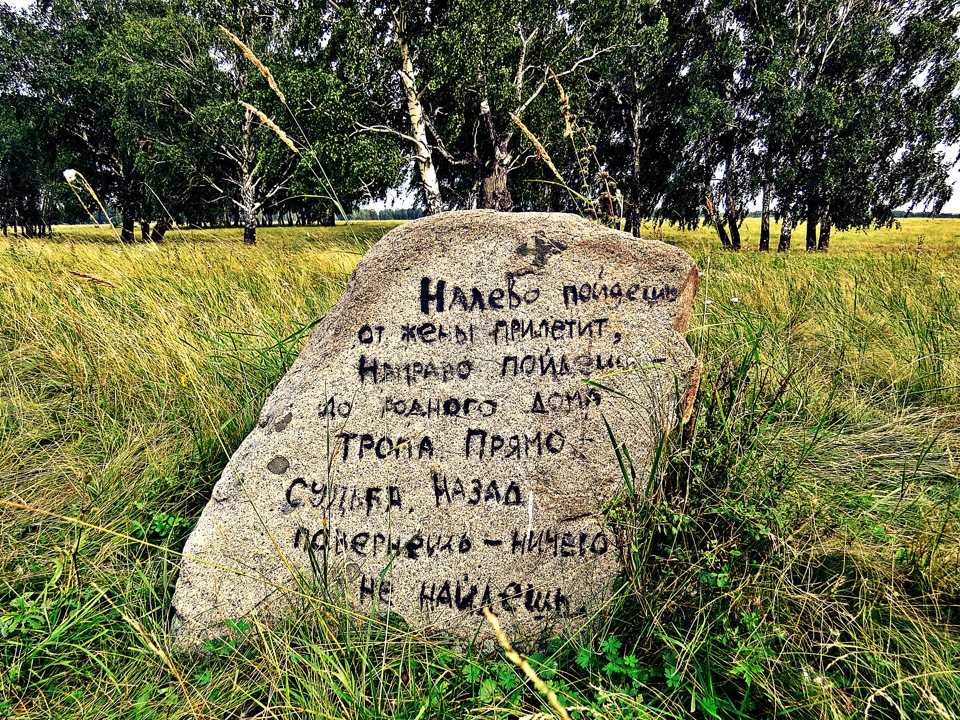 Налево пойдешь
от жены прилетит,
Направо пойдешь -
до родного дома
тропа. Прямо -
Судьба. Назад
повернешь - ничего
не найдешь.